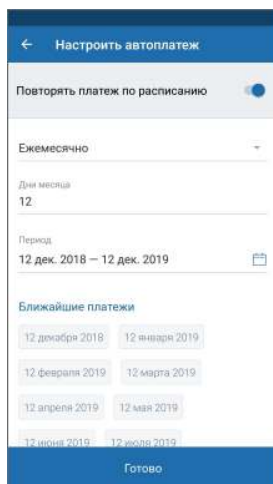 Настроить автоплатеж
Повторять платеж по расписанию
Ежемесячно
Дни месяца
12
Период
12 дек. 2018 — 12 дек. 2019
Ближайшие платежи
12 декабря 2018 12 января 2019
12 февраля 2019 12 марта 2019
12 апреля 2019 12 мая 2019
12 июня 2019 12 июля 2019
Готово